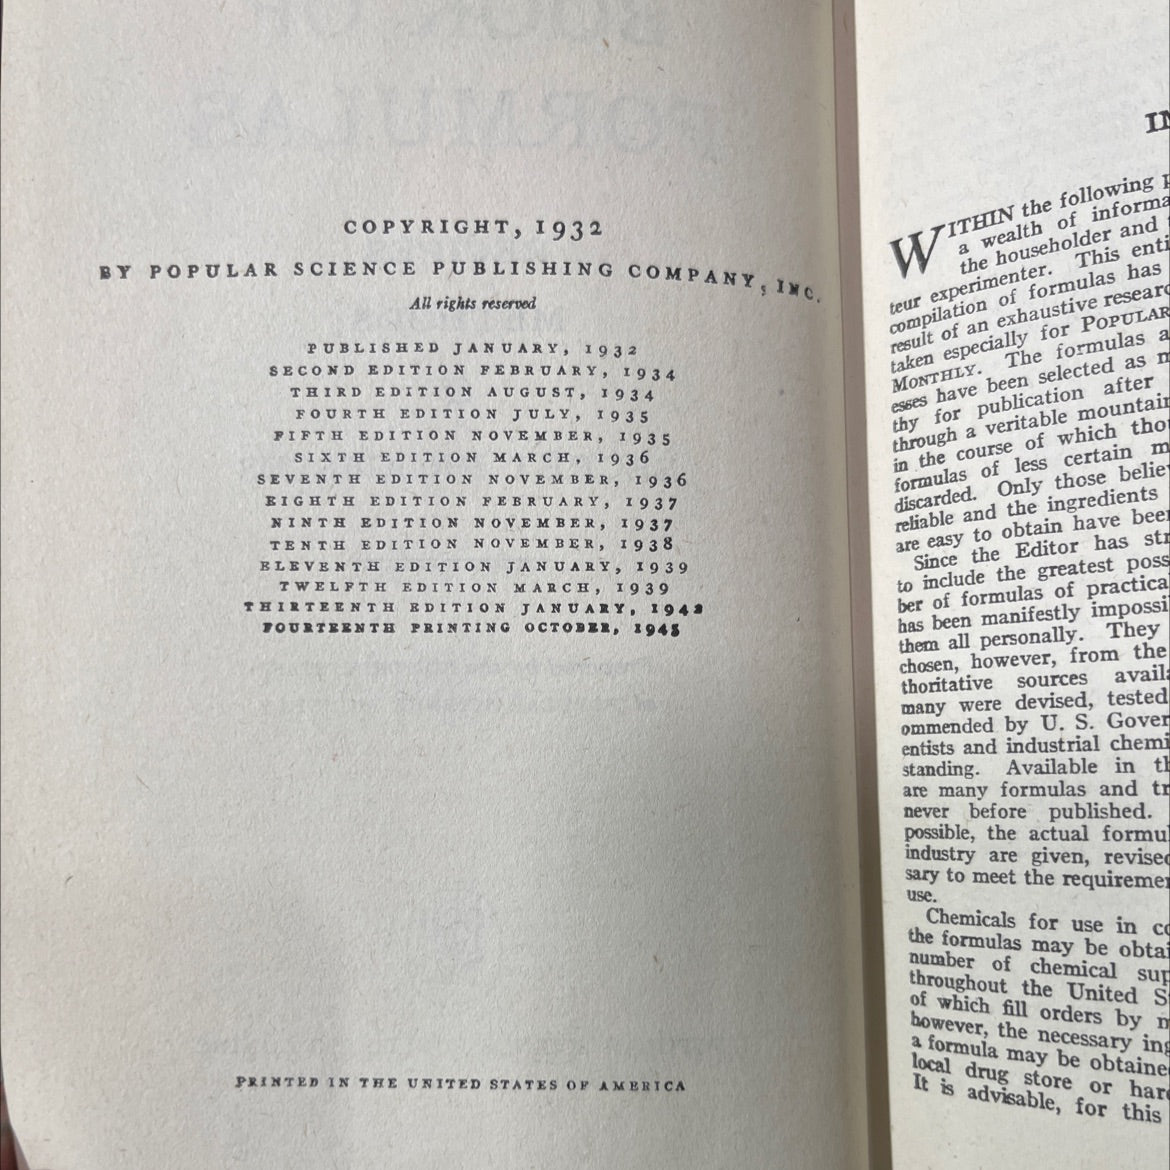 COPYRIGHT, 1932
BY POPULAR SCIENCE PUBLISHING COMPANY, INC.
All rights reserved
PUBLISHED JANUARY, 1932
SECOND EDITION FEBRUARY, 1934
THIRD EDITION AUGUST, 1934
FOURTH EDITION JULY, 1935
FIFTH EDITION NOVEMBER, 1935
SIXTH EDITION MARCH, 1936
SEVENTH EDITION NOVEMBER, 1936
EIGHTH EDITION FEBRUARY, 1937
NINTH EDITION NOVEMBER, 1937
TENTH EDITION NOVEMBER, 1938
ELEVENTH EDITION JANUARY, 1939
TWELFTH EDITION MARCH, 1939
THIRTEENTH EDITION JANUARY, 1942
FOURTEENTH PRINTING OCTOBER, 1945
PRINTED IN THE UNITED STATES OF AMERICA
WITHIN the following
a wealth of informa
the householder and
teur experimenter. This enti
compilation of formulas has
result of an exhaustive researc
taken especially for POPULAR
MONTHLY. The formulas a
esses have been selected as m
thy for publication after
through a veritable mountain
in the course of which tho
formulas of less certain m
discarded. Only those belie
reliable and the ingredients
are easy to obtain have been
Since the Editor has str
to include the greatest poss
ber of formulas of practica
has been manifestly impossi
them all personally. They
chosen, however, from the
thoritative sources availa
many were devised, tested
ommended by U. S. Gover
entists and industrial chemi
standing. Available in th
are many formulas and tr
never before published.
possible, the actual formul
industry are given, revised
sary to meet the requiremen
use.
Chemicals for use in co
the formulas may be obtai
number of chemical sup
throughout the United S
of which fill orders by m
however, the necessary ing
a formula may be obtained
local drug store or hard
It is advisable, for this